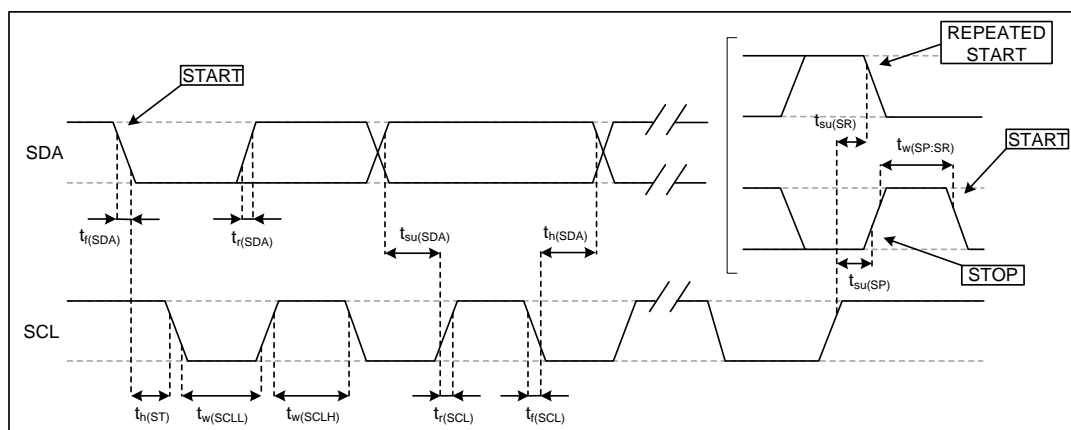 REPEATED
START
START
t_su(SR)
t_w(SP:SR)
START
SDA
t_f(SDA)
t_r(SDA)
t_su(SDA)
t_h(SDA)
STOP
t_su(SP)
SCL
t_h(ST)
t_w(SCLL)
t_w(SCLH)
t_r(SCL)
t_f(SCL)